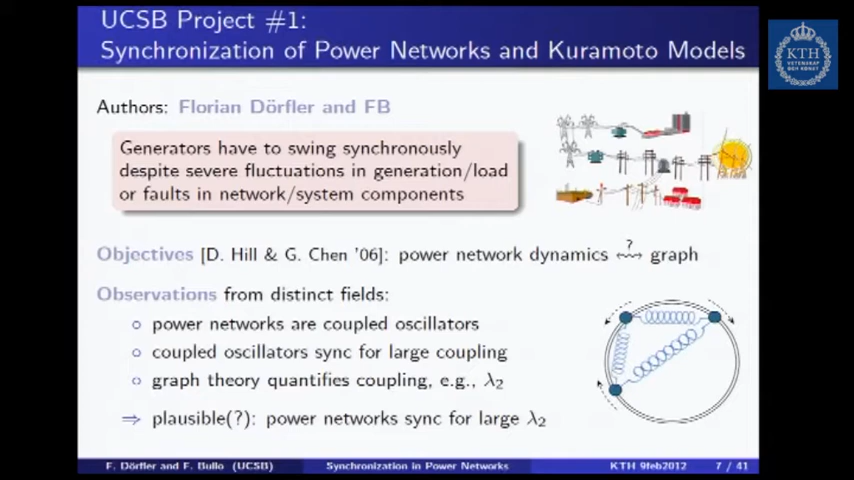 UCSB Project #1:
Synchronization of Power Networks and Kuramoto Models
KTH
VETENSKAP
OCH KONST
Authors: Florian Dörfler and FB
Generators have to swing synchronously
despite severe fluctuations in generation/load
or faults in network/system components
Objectives [D. Hill & G. Chen '06]: power network dynamics ?↭ graph
Observations from distinct fields:
power networks are coupled oscillators
coupled oscillators sync for large coupling
graph theory quantifies coupling, e.g., λ₂
⇒ plausible(?): power networks sync for large λ₂
F. Dörfler and F. Bullo (UCSB) Synchronization in Power Networks KTH 9feb2012 7 / 41